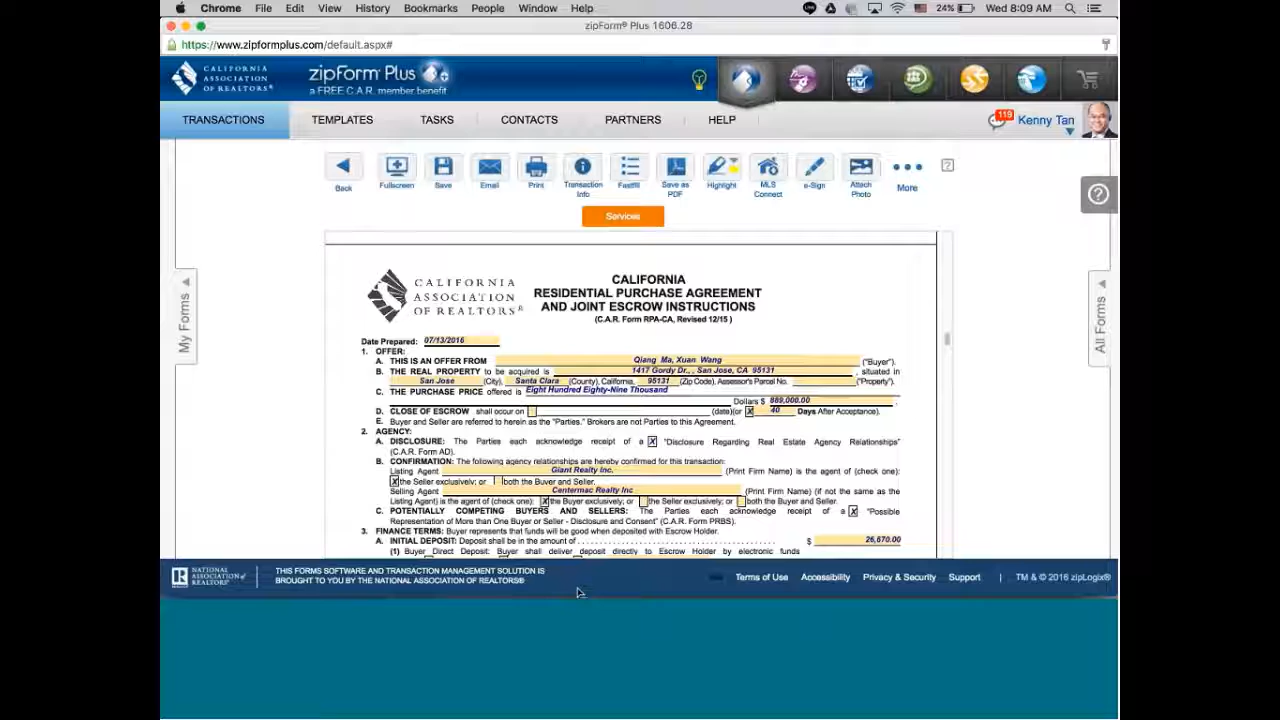 Chrome File Edit View History Bookmarks People Window Help 24% Wed 8:09 AM
zipForm® Plus 1606.28
https://www.zipformplus.com/default.aspx#
CALIFORNIA
ASSOCIATION
OF REALTORS®
zipForm® Plus
a FREE C.A.R. member benefit
TRANSACTIONS TEMPLATES TASKS CONTACTS PARTNERS HELP 119 Kenny Tan
Back Fullscreen Save Email Print Transaction Info Fastfill Save as PDF Highlight MLS Connect e-Sign Attach Photo More
Services
My Forms
All Forms
CALIFORNIA
ASSOCIATION
OF REALTORS®
CALIFORNIA
RESIDENTIAL PURCHASE AGREEMENT
AND JOINT ESCROW INSTRUCTIONS
(C.A.R. Form RPA-CA, Revised 12/15 )
Date Prepared: 07/13/2016
1. OFFER:
A. THIS IS AN OFFER FROM Qiang Ma, Xuan Wang ("Buyer").
B. THE REAL PROPERTY to be acquired is 1417 Gordy Dr., , San Jose, CA 95131 , situated in
San Jose (City), Santa Clara (County), California, 95131 (Zip Code), Assessor's Parcel No. ("Property").
C. THE PURCHASE PRICE offered is Eight Hundred Eighty-Nine Thousand
Dollars $ 889,000.00 .
D. CLOSE OF ESCROW shall occur on (date)(or X 40 Days After Acceptance).
E. Buyer and Seller are referred to herein as the "Parties." Brokers are not Parties to this Agreement.
2. AGENCY:
A. DISCLOSURE: The Parties each acknowledge receipt of a X "Disclosure Regarding Real Estate Agency Relationships"
(C.A.R. Form AD).
B. CONFIRMATION: The following agency relationships are hereby confirmed for this transaction:
Listing Agent Giant Realty Inc. (Print Firm Name) is the agent of (check one):
X the Seller exclusively; or both the Buyer and Seller.
Selling Agent Centermac Realty Inc (Print Firm Name) (if not the same as the
Listing Agent) is the agent of (check one): X the Buyer exclusively; or the Seller exclusively; or both the Buyer and Seller.
C. POTENTIALLY COMPETING BUYERS AND SELLERS: The Parties each acknowledge receipt of a X "Possible
Representation of More than One Buyer or Seller - Disclosure and Consent" (C.A.R. Form PRBS).
3. FINANCE TERMS: Buyer represents that funds will be good when deposited with Escrow Holder.
A. INITIAL DEPOSIT: Deposit shall be in the amount of $ 26,670.00
(1) Buyer Direct Deposit: Buyer shall deliver deposit directly to Escrow Holder by electronic funds
NATIONAL
ASSOCIATION of
REALTORS®
THIS FORMS SOFTWARE AND TRANSACTION MANAGEMENT SOLUTION IS
BROUGHT TO YOU BY THE NATIONAL ASSOCIATION OF REALTORS®
Terms of Use Accessibility Privacy & Security Support | TM & © 2016 zipLogix®